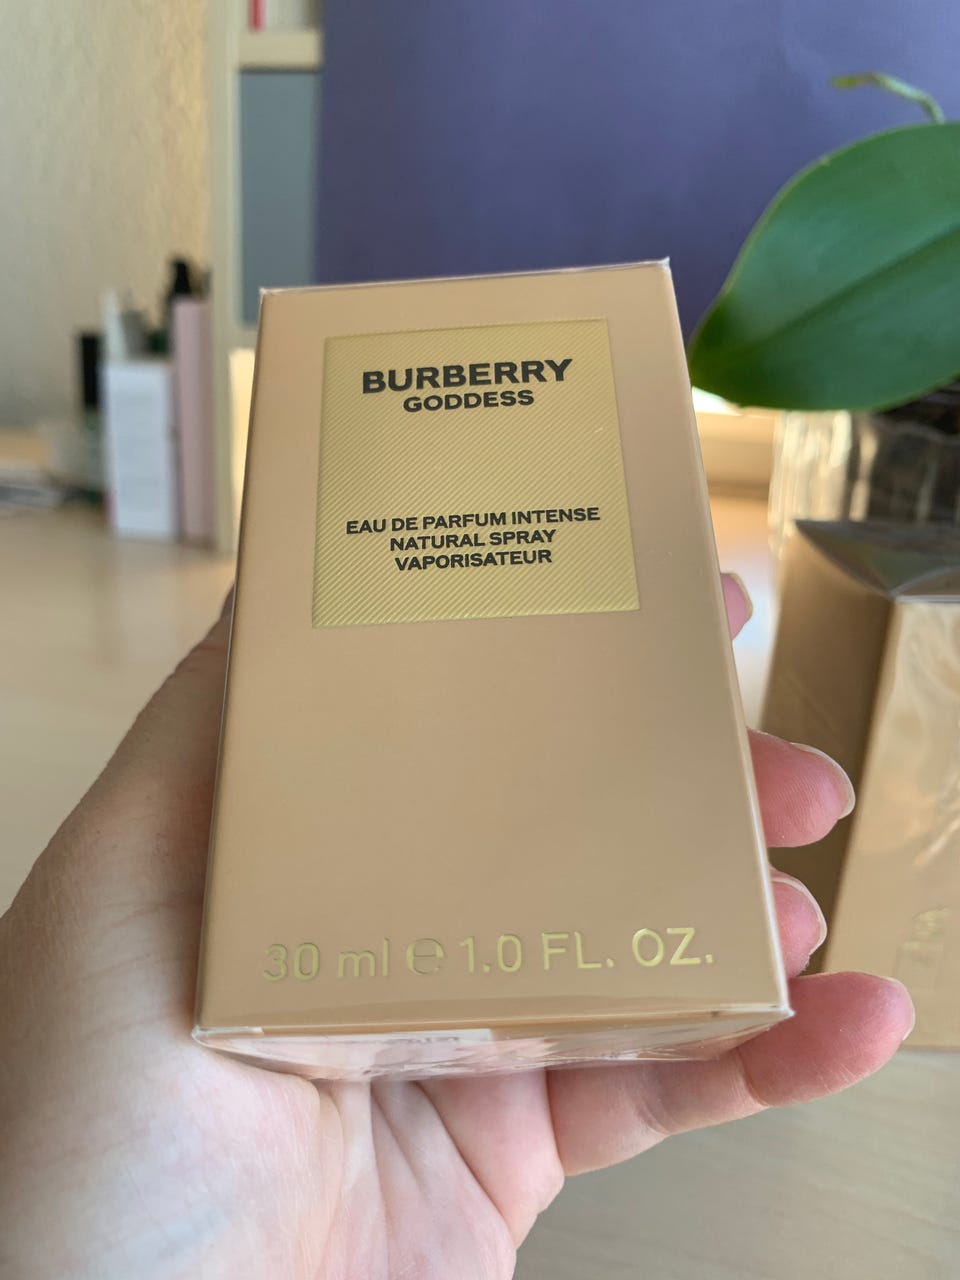 BURBERRY
GODDESS
EAU DE PARFUM INTENSE
NATURAL SPRAY
VAPORISATEUR
30 ml ℮ 1.0 FL. OZ.